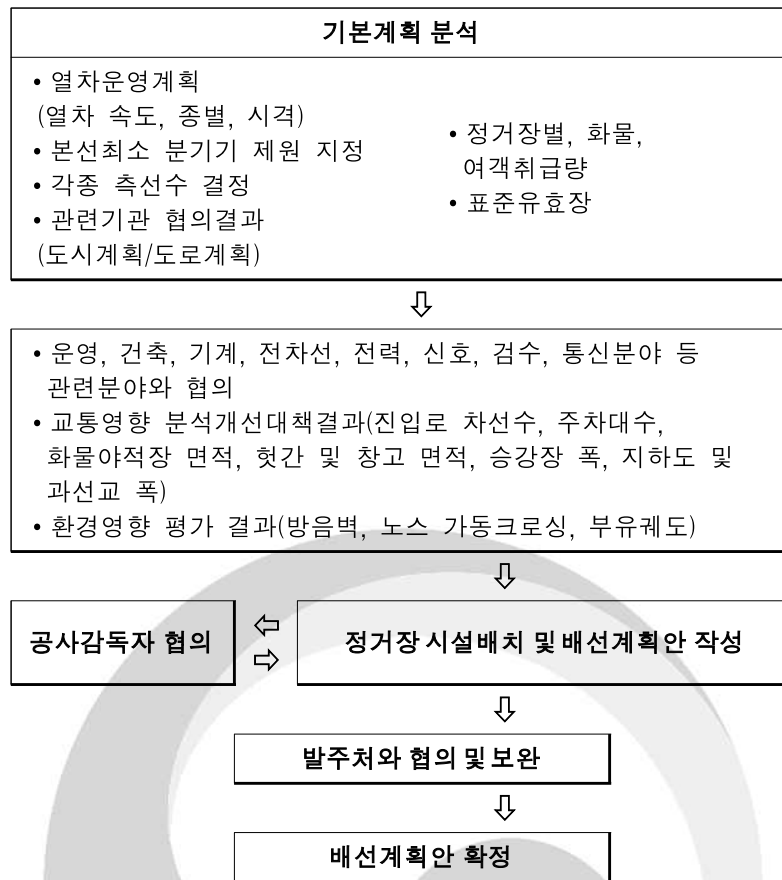 기본계획 분석
• 열차운영계획
(열차 속도, 종별, 시격)
• 본선최소 분기기 제원 지정
• 각종 측선수 결정
• 관련기관 협의결과
(도시계획/도로계획)
• 정거장별, 화물,
여객취급량
• 표준유효장
⇩
• 운영, 건축, 기계, 전차선, 전력, 신호, 검수, 통신분야 등
관련분야와 협의
• 교통영향 분석개선대책결과(진입로 차선수, 주차대수,
화물야적장 면적, 헛간 및 창고 면적, 승강장 폭, 지하도 및
과선교 폭)
• 환경영향 평가 결과(방음벽, 노스 가동크로싱, 부유궤도)
⇩
공사감독자 협의
⇦
⇨
정거장 시설배치 및 배선계획안 작성
⇩
발주처와 협의 및 보완
⇩
배선계획안 확정